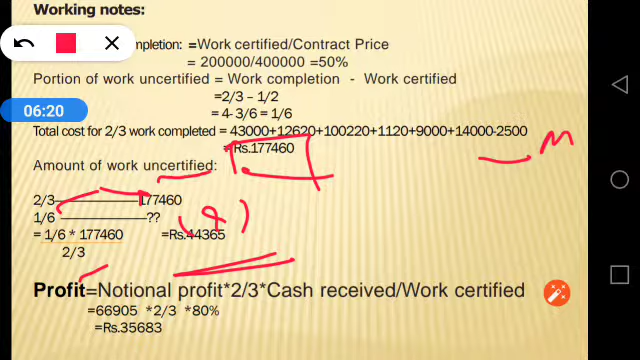 Working notes:
mpletion: =Work certified/Contract Price
= 200000/400000 =50%
Portion of work uncertified = Work completion - Work certified
=2/3 – 1/2
06:20
= 4-3/6 = 1/6
Total cost for 2/3 work completed = 43000+12620+100220+1120+9000+14000-2500
=Rs.177460
M
Amount of work uncertified:
2/3 177460
1/6 ??
= 1/6 * 177460 =Rs.44365
2/3
Profit=Notional profit*2/3*Cash received/Work certified
=66905 *2/3 *80%
=Rs.35683